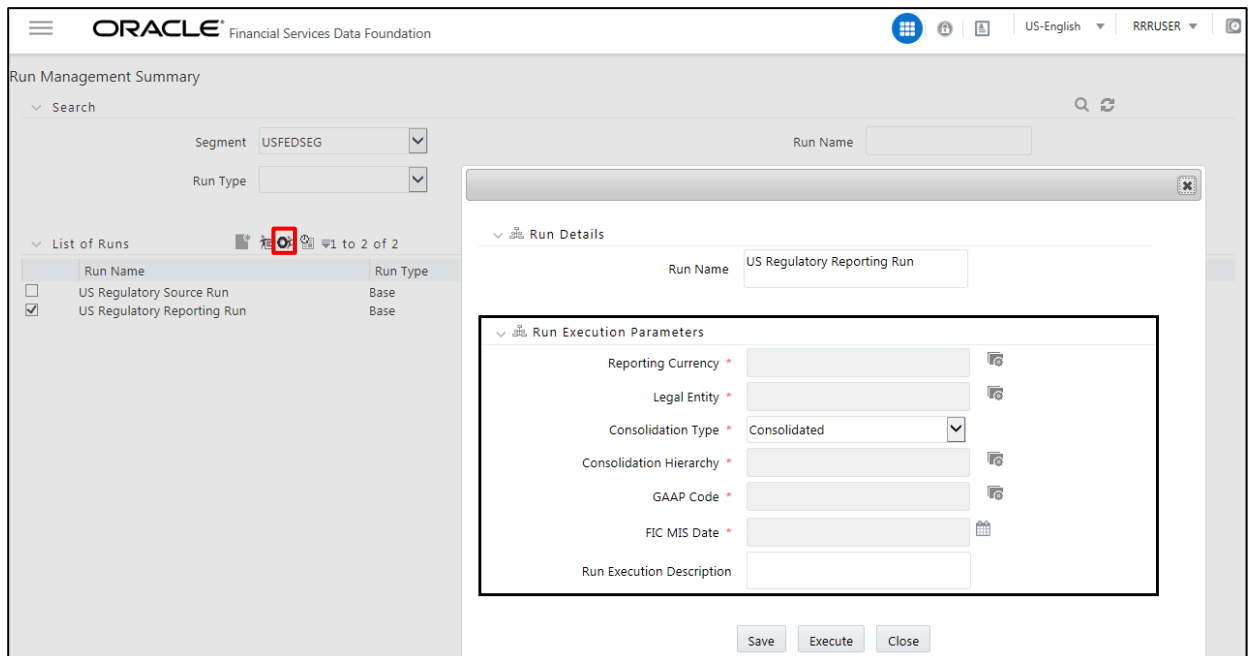 ORACLE® Financial Services Data Foundation
US-English
RRRUSER
Run Management Summary
Search
Segment USFEDSEG
Run Name
Run Type
List of Runs
1 to 2 of 2
Run Name Run Type
US Regulatory Source Run Base
US Regulatory Reporting Run Base
Run Details
Run Name US Regulatory Reporting Run
Run Execution Parameters
Reporting Currency *
Legal Entity *
Consolidation Type * Consolidated
Consolidation Hierarchy *
GAAP Code *
FIC MIS Date *
Run Execution Description
Save Execute Close